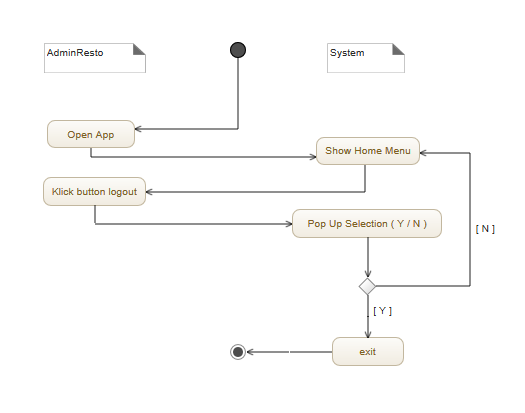 AdminResto
System
Open App
Show Home Menu
Klick button logout
Pop Up Selection ( Y / N )
[ N ]
[ Y ]
exit